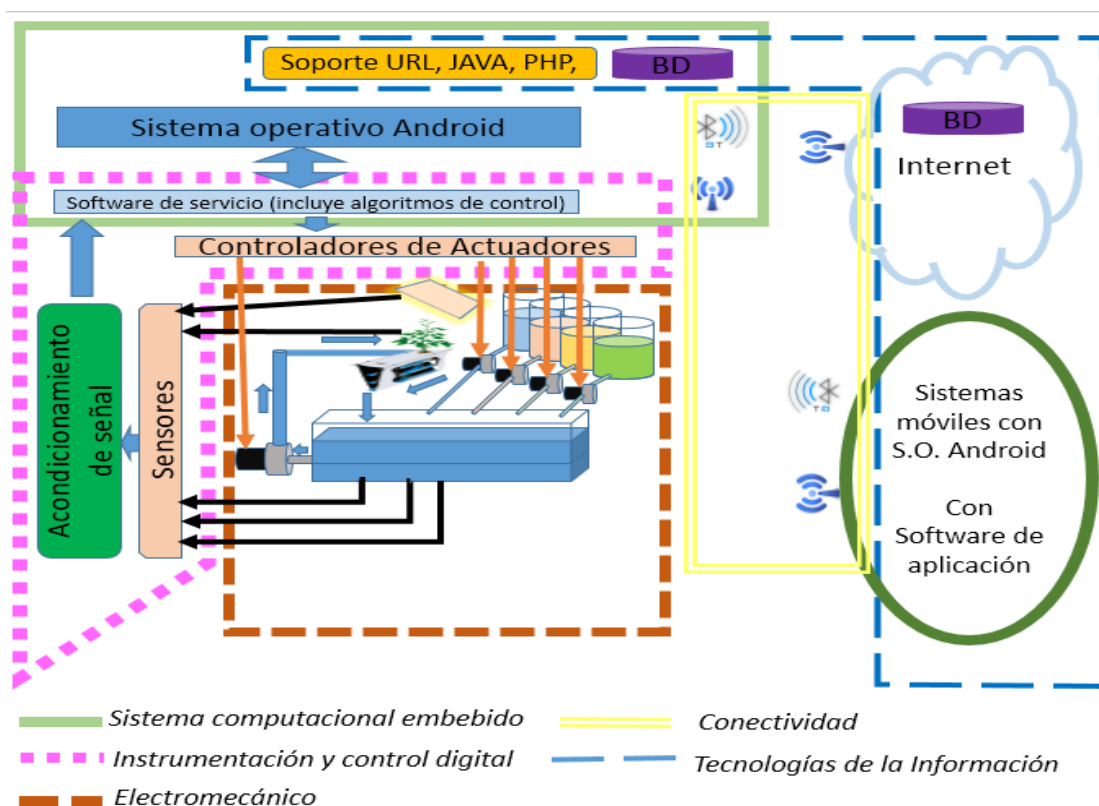 Soporte URL, JAVA, PHP,
BD
Sistema operativo Android
BT
BD
Internet
Software de servicio (incluye algoritmos de control)
Controladores de Actuadores
Acondicionamiento
de señal
Sensores
Sistemas
móviles con
S.O. Android
Con
Software de
aplicación
Sistema computacional embebido
Conectividad
Instrumentación y control digital
Tecnologías de la Información
Electromecánico